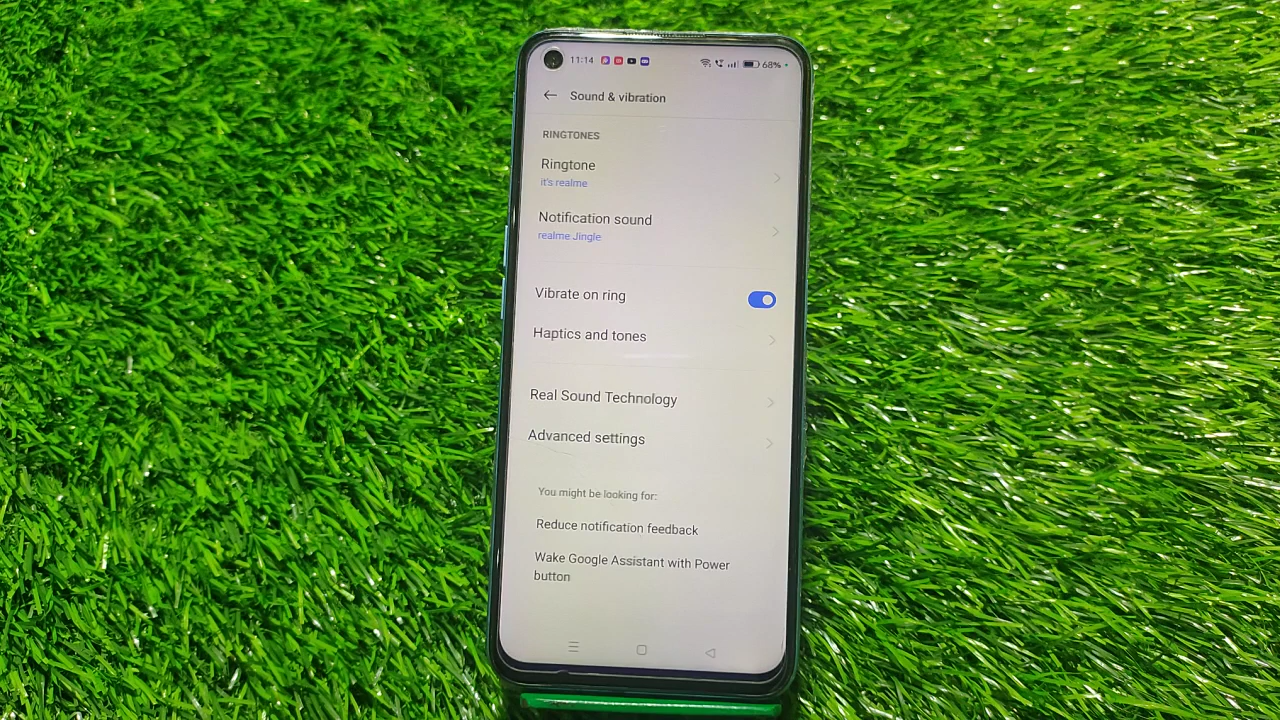 11:14
68%
Sound & vibration
RINGTONES
Ringtone
it's realme
Notification sound
realme Jingle
Vibrate on ring
Haptics and tones
Real Sound Technology
Advanced settings
You might be looking for:
Reduce notification feedback
Wake Google Assistant with Power
button